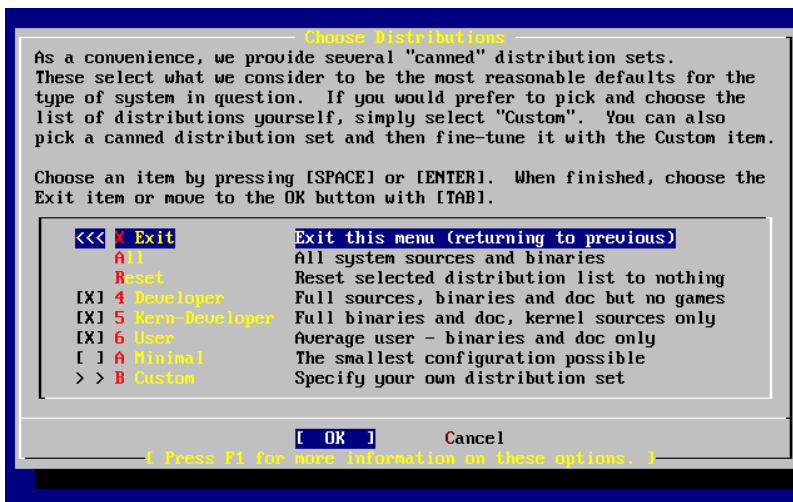 Choose Distributions
As a convenience, we provide several "canned" distribution sets.
These select what we consider to be the most reasonable defaults for the
type of system in question.  If you would prefer to pick and choose the
list of distributions yourself, simply select "Custom".  You can also
pick a canned distribution set and then fine-tune it with the Custom item.
Choose an item by pressing [SPACE] or [ENTER].  When finished, choose the
Exit item or move to the OK button with [TAB].
<<< X Exit Exit this menu (returning to previous)
All All system sources and binaries
Reset Reset selected distribution list to nothing
[X] 4 Developer Full sources, binaries and doc but no games
[X] 5 Kern-Developer Full binaries and doc, kernel sources only
[X] 6 User Average user - binaries and doc only
[ ] A Minimal The smallest configuration possible
> > B Custom Specify your own distribution set
[ OK ] Cancel
[ Press F1 for more information on these options. ]